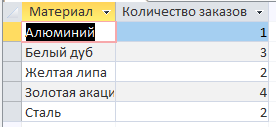 Материал Количество заказов
Алюминий 1
Белый дуб 3
Желтая липа 2
Золотая акаци 4
Сталь 2